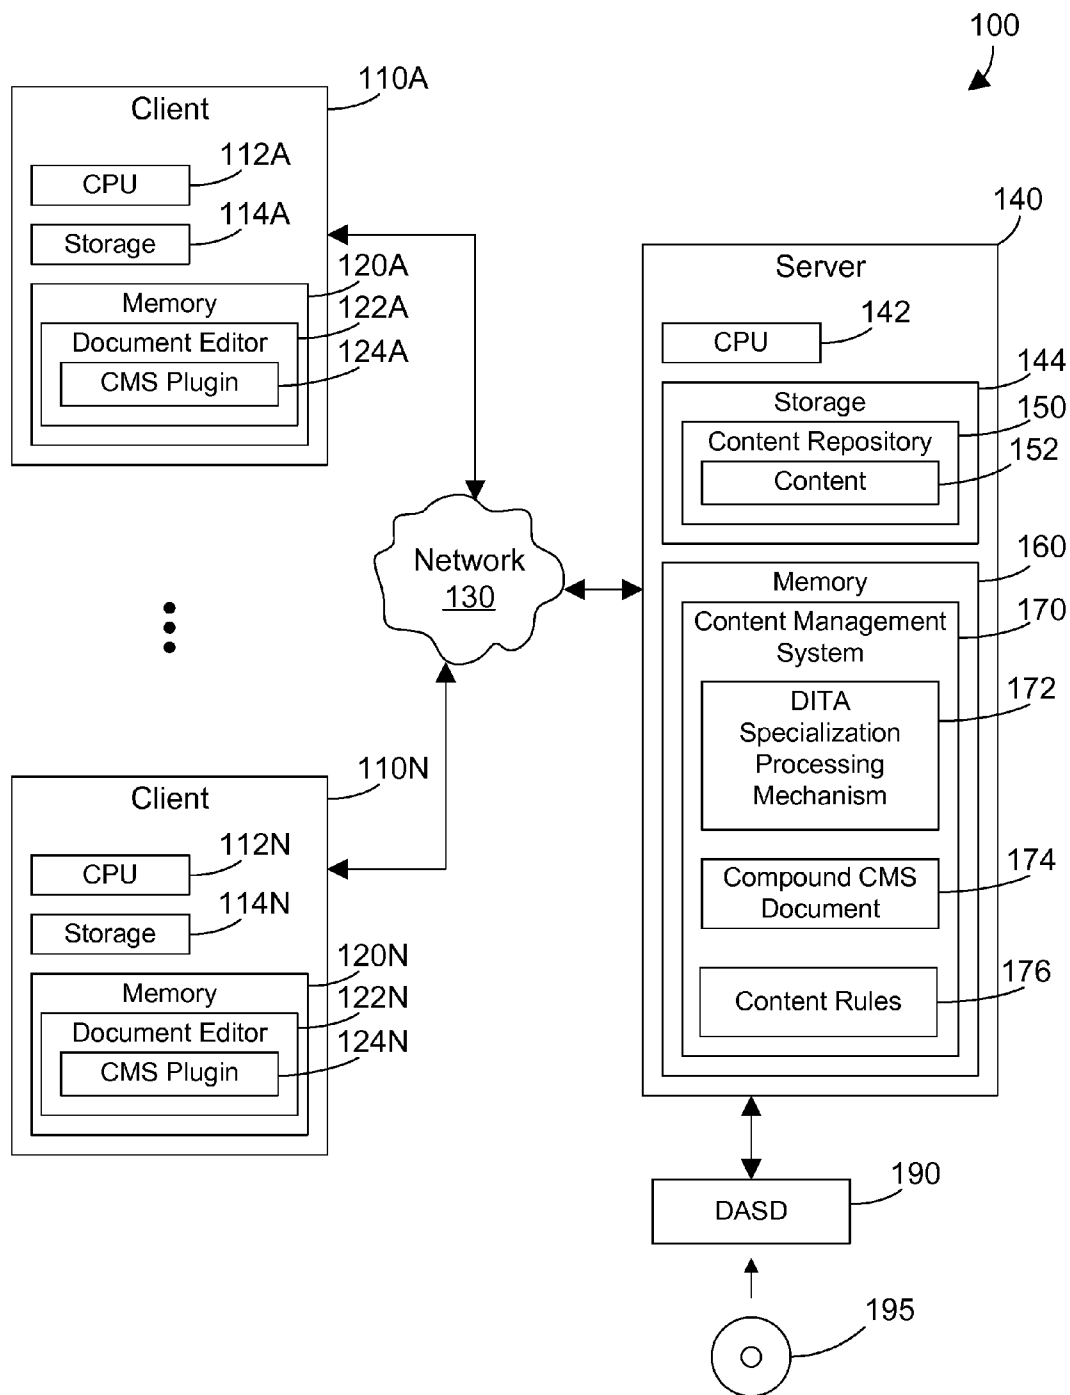 100
110A
Client
112A
CPU
114A
Storage
120A
Memory
122A
Document Editor
124A
CMS Plugin
Network
130
110N
Client
112N
CPU
114N
Storage
120N
Memory
122N
Document Editor
124N
CMS Plugin
140
Server
142
CPU
144
Storage
150
Content Repository
152
Content
160
Memory
170
Content Management
System
172
DITA
Specialization
Processing
Mechanism
174
Compound CMS
Document
176
Content Rules
190
DASD
195